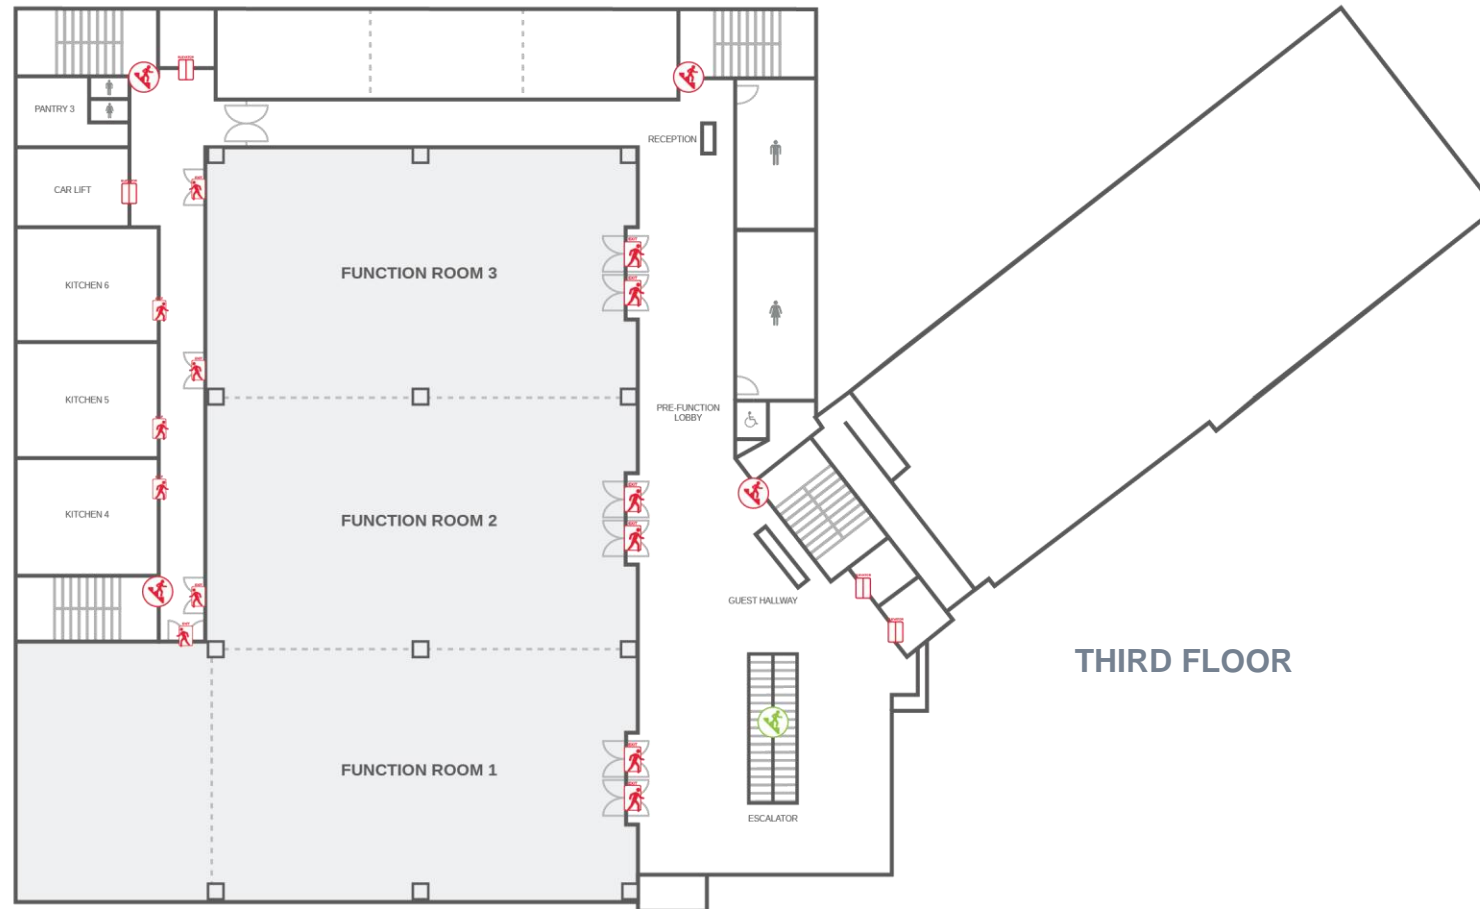 PANTRY 3
RECEPTION
CAR LIFT
FUNCTION ROOM 3
KITCHEN 6
KITCHEN 5
PRE-FUNCTION
LOBBY
KITCHEN 4
FUNCTION ROOM 2
GUEST HALLWAY
THIRD FLOOR
FUNCTION ROOM 1
ESCALATOR